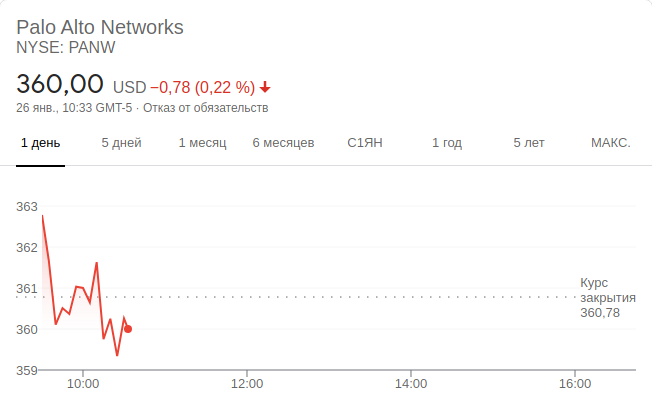 Palo Alto Networks
NYSE: PANW
360,00 USD −0,78 (0,22 %)
26 янв., 10:33 GMT-5 · Отказ от обязательств
1 день 5 дней 1 месяц 6 месяцев С1ЯН 1 год 5 лет МАКС.
363
362
361
360
359
Курс
закрытия
360,78
10:00 12:00 14:00 16:00